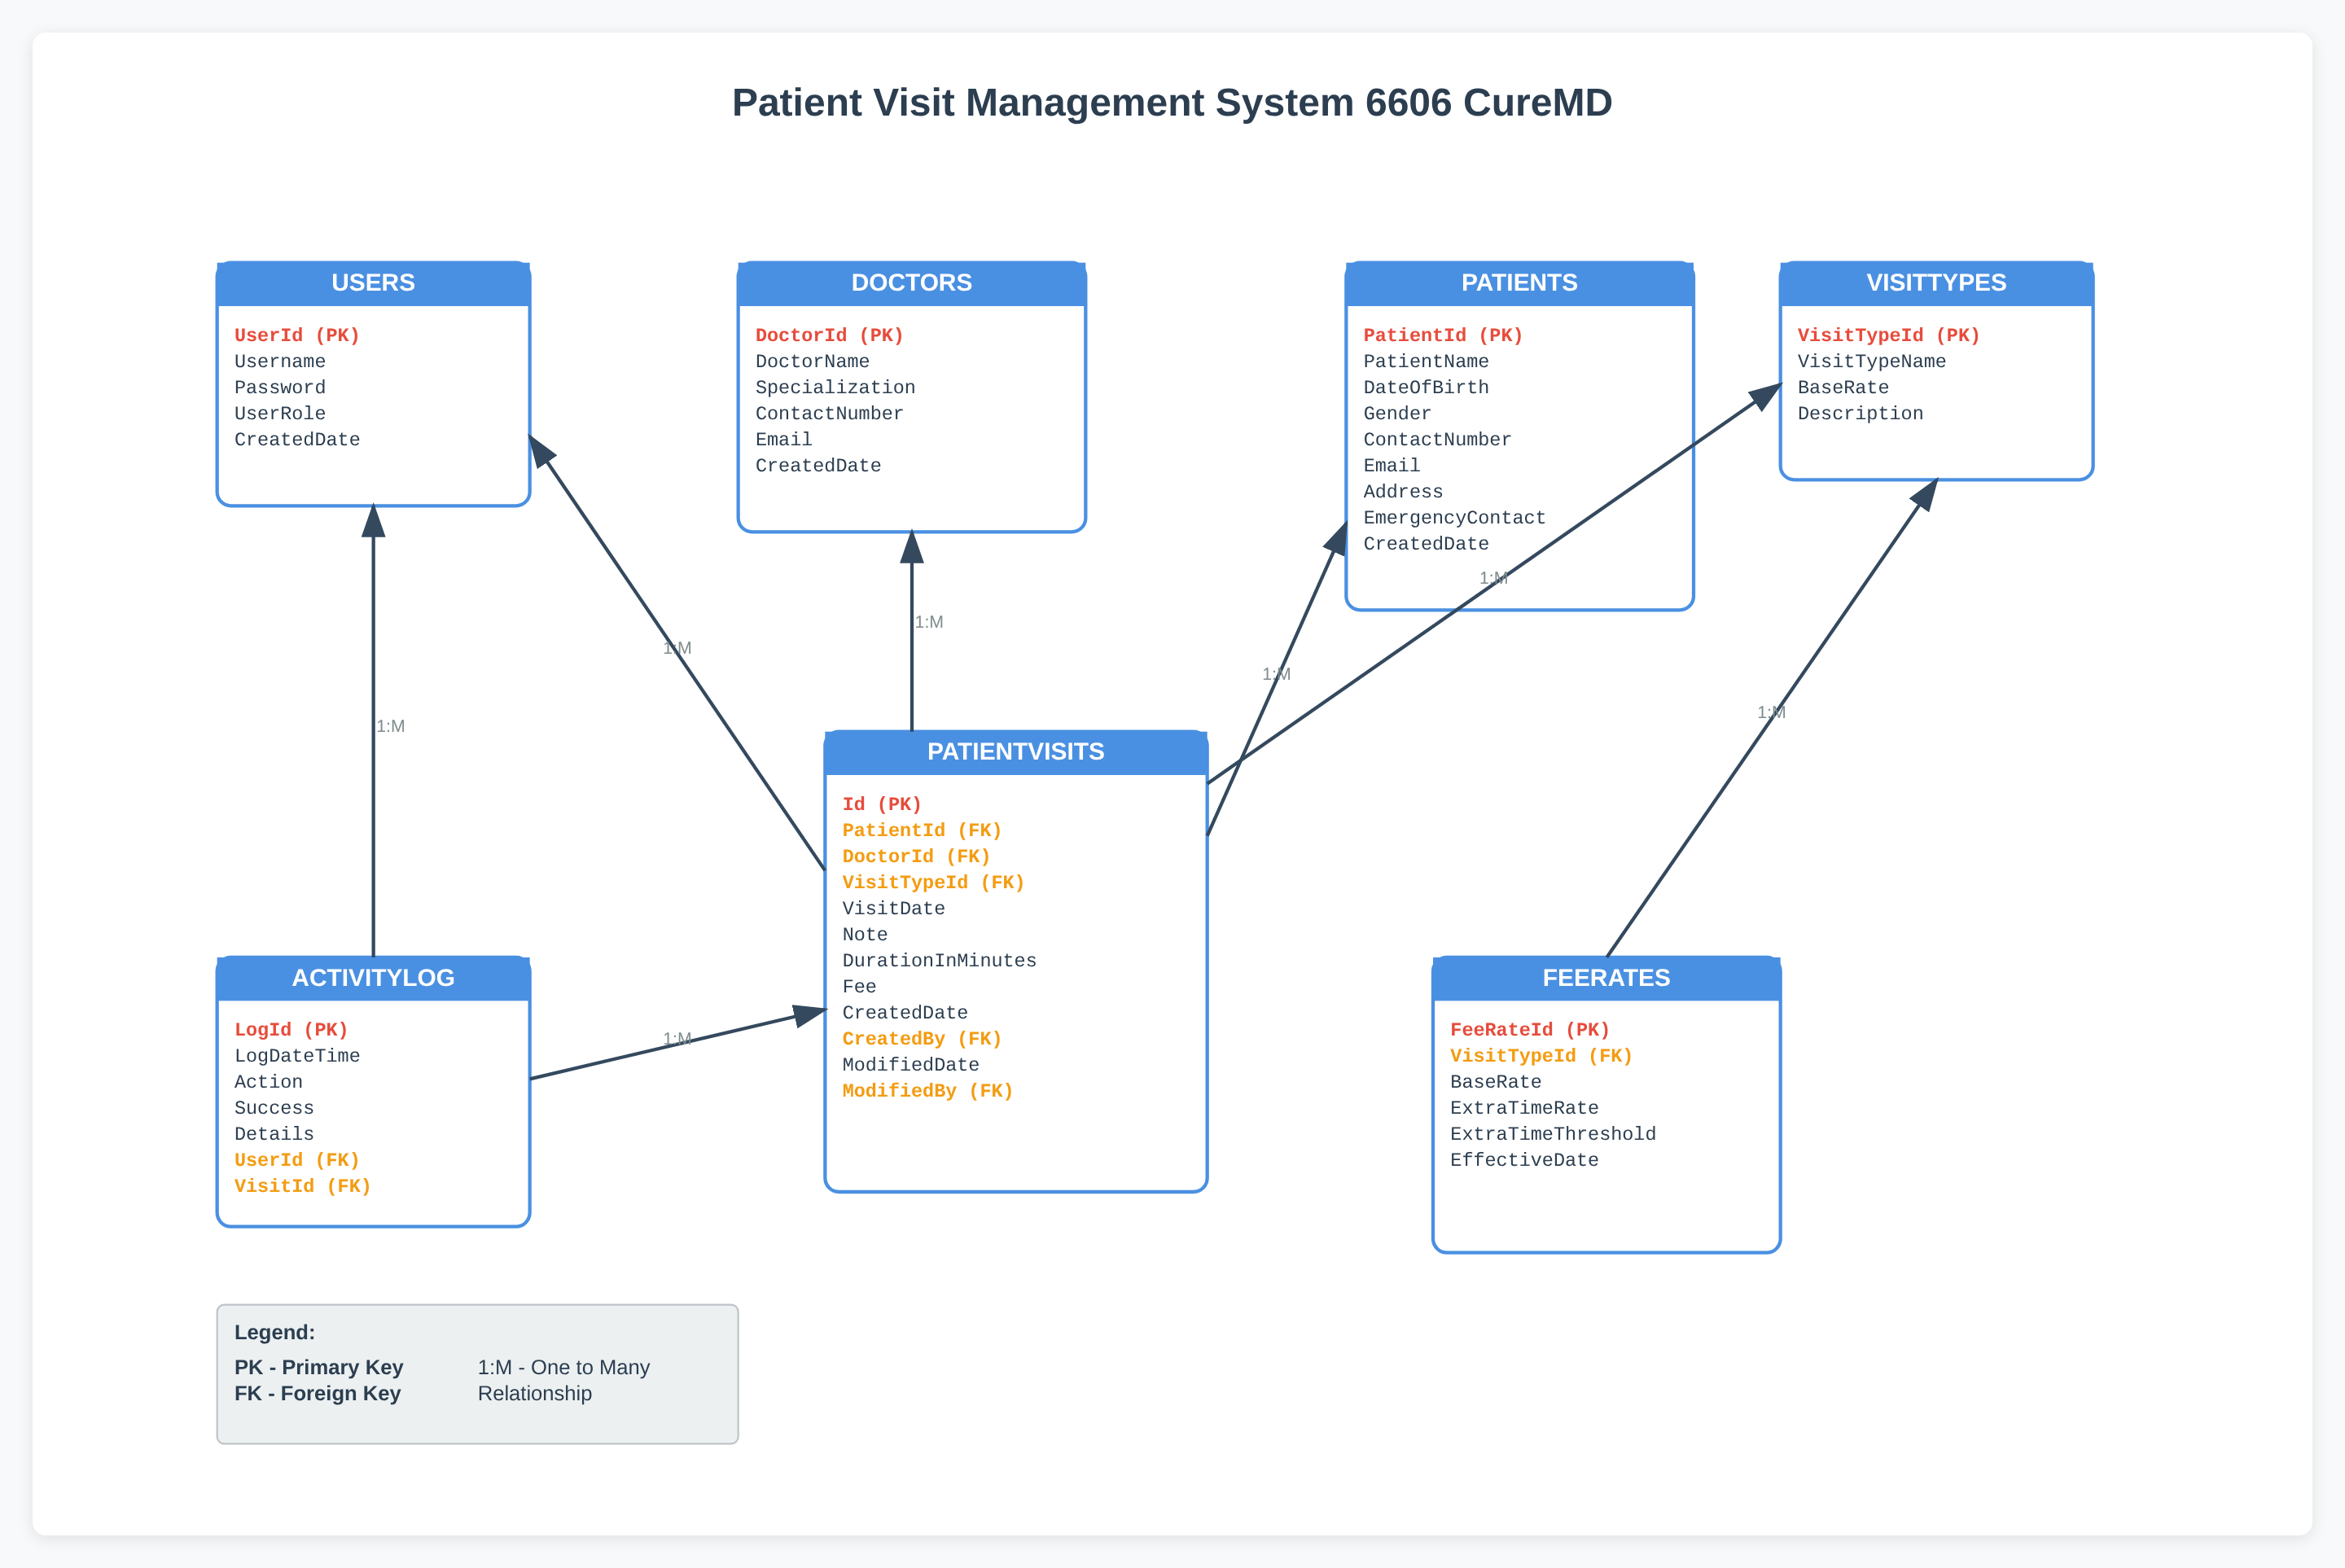 Patient Visit Management System 6606 CureMD
USERS
UserId (PK)
Username
Password
UserRole
CreatedDate
DOCTORS
DoctorId (PK)
DoctorName
Specialization
ContactNumber
Email
CreatedDate
PATIENTS
PatientId (PK)
PatientName
DateOfBirth
Gender
ContactNumber
Email
Address
EmergencyContact
CreatedDate
VISITTYPES
VisitTypeId (PK)
VisitTypeName
BaseRate
Description
1:M
1:M
1:M
1:M
1:M
1:M
1:M
PATIENTVISITS
Id (PK)
PatientId (FK)
DoctorId (FK)
VisitTypeId (FK)
VisitDate
Note
DurationInMinutes
Fee
CreatedDate
CreatedBy (FK)
ModifiedDate
ModifiedBy (FK)
ACTIVITYLOG
LogId (PK)
LogDateTime
Action
Success
Details
UserId (FK)
VisitId (FK)
FEERATES
FeeRateId (PK)
VisitTypeId (FK)
BaseRate
ExtraTimeRate
ExtraTimeThreshold
EffectiveDate
Legend:
PK - Primary Key
FK - Foreign Key
1:M - One to Many
Relationship